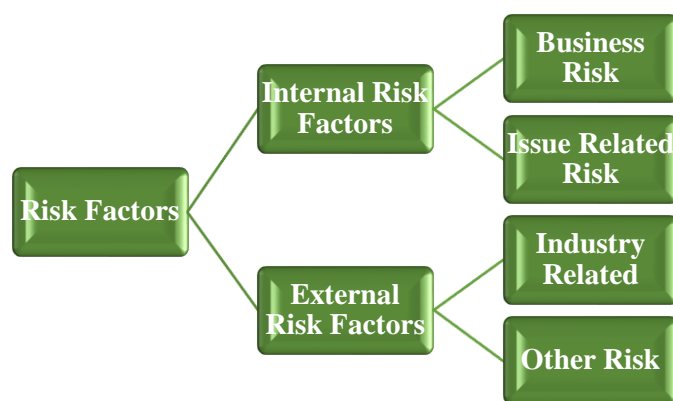 Risk Factors
Internal Risk
Factors
Business
Risk
Issue Related
Risk
External
Risk Factors
Industry
Related
Other Risk